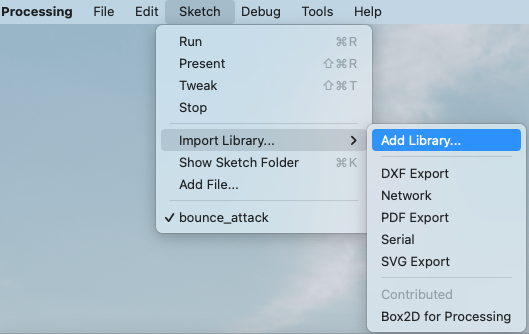 Processing File Edit Sketch Debug Tools Help
Run ⌘R
Present ⇧⌘R
Tweak ⇧⌘T
Stop
Import Library... >
Show Sketch Folder ⌘K
Add File...
✓ bounce_attack
Add Library...
DXF Export
Network
PDF Export
Serial
SVG Export
Contributed
Box2D for Processing